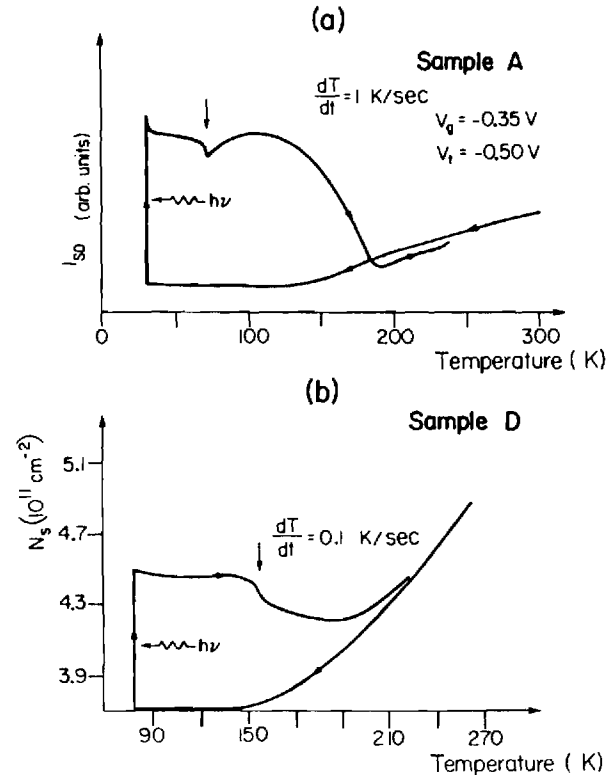 (a)
Sample A
dT/dt = 1 K/sec
V_g = -0.35 V
V_t = -0.50 V
I_SD (arb. units)
hν
0 100 200 300
Temperature ( K)
(b)
Sample D
N_s (10^11 cm^-2)
5.1
4.7
4.3
3.9
dT/dt = 0.1 K/sec
hν
90 150 210 270
Temperature ( K)